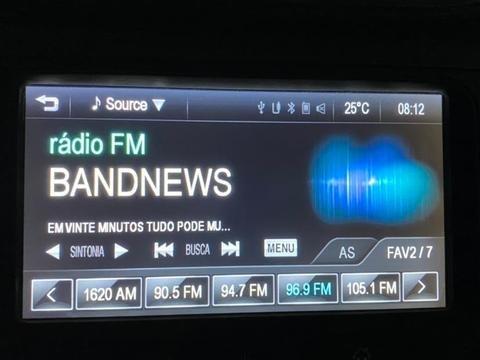 Source 25°C 08:12
rádio FM
BANDNEWS
EM VINTE MINUTOS TUDO PODE MU...
SINTONIA BUSCA MENU AS FAV2 / 7
1620 AM 90.5 FM 94.7 FM 96.9 FM 105.1 FM